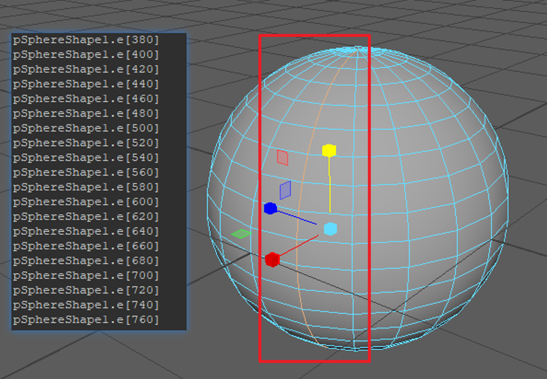 pSphereShape1.e[380]
pSphereShape1.e[400]
pSphereShape1.e[420]
pSphereShape1.e[440]
pSphereShape1.e[460]
pSphereShape1.e[480]
pSphereShape1.e[500]
pSphereShape1.e[520]
pSphereShape1.e[540]
pSphereShape1.e[560]
pSphereShape1.e[580]
pSphereShape1.e[600]
pSphereShape1.e[620]
pSphereShape1.e[640]
pSphereShape1.e[660]
pSphereShape1.e[680]
pSphereShape1.e[700]
pSphereShape1.e[720]
pSphereShape1.e[740]
pSphereShape1.e[760]